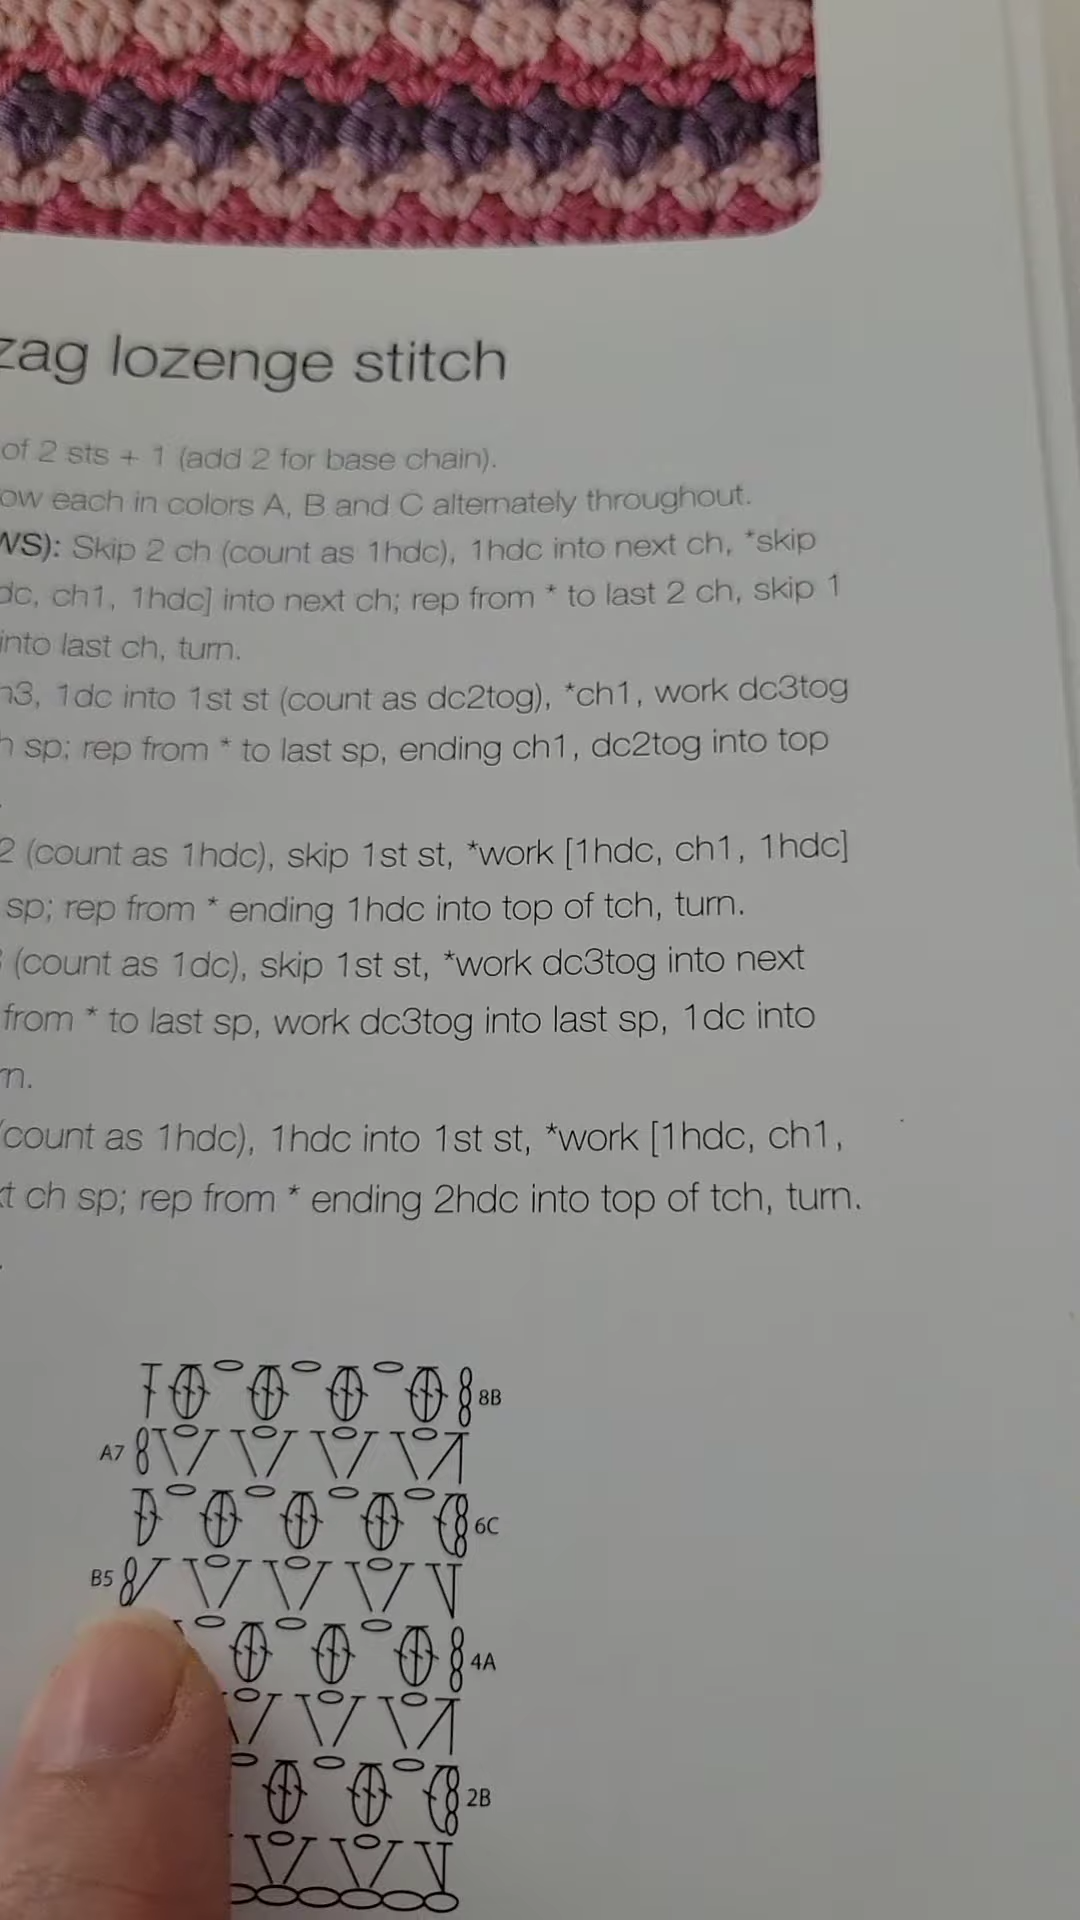 zag lozenge stitch
of 2 sts + 1 (add 2 for base chain).
ow each in colors A, B and C alternately throughout.
WS): Skip 2 ch (count as 1hdc), 1hdc into next ch, *skip
dc, ch1, 1hdc] into next ch; rep from * to last 2 ch, skip 1
into last ch, turn.
h3, 1dc into 1st st (count as dc2tog), *ch1, work dc3tog
h sp; rep from * to last sp, ending ch1, dc2tog into top
2 (count as 1hdc), skip 1st st, *work [1hdc, ch1, 1hdc]
sp; rep from * ending 1hdc into top of tch, turn.
(count as 1dc), skip 1st st, *work dc3tog into next
from * to last sp, work dc3tog into last sp, 1dc into
rn.
(count as 1hdc), 1hdc into 1st st, *work [1hdc, ch1,
xt ch sp; rep from * ending 2hdc into top of tch, turn.
8B
A7
6C
B5
4A
2B